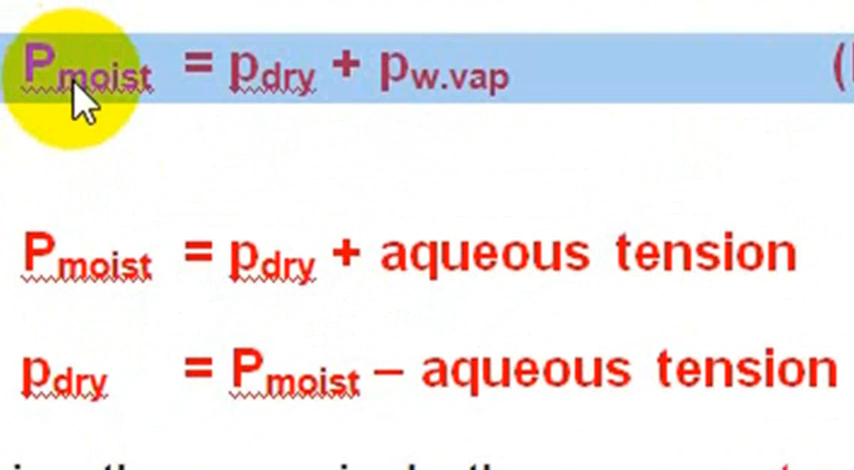 Pmoist = pdry + pw.vap (
Pmoist = pdry + aqueous tension
pdry = Pmoist – aqueous tension